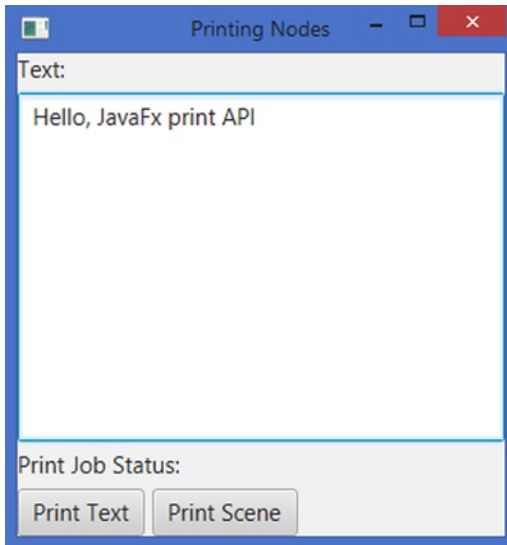 Printing Nodes
Text:
Hello, JavaFx print API
Print Job Status:
Print Text Print Scene